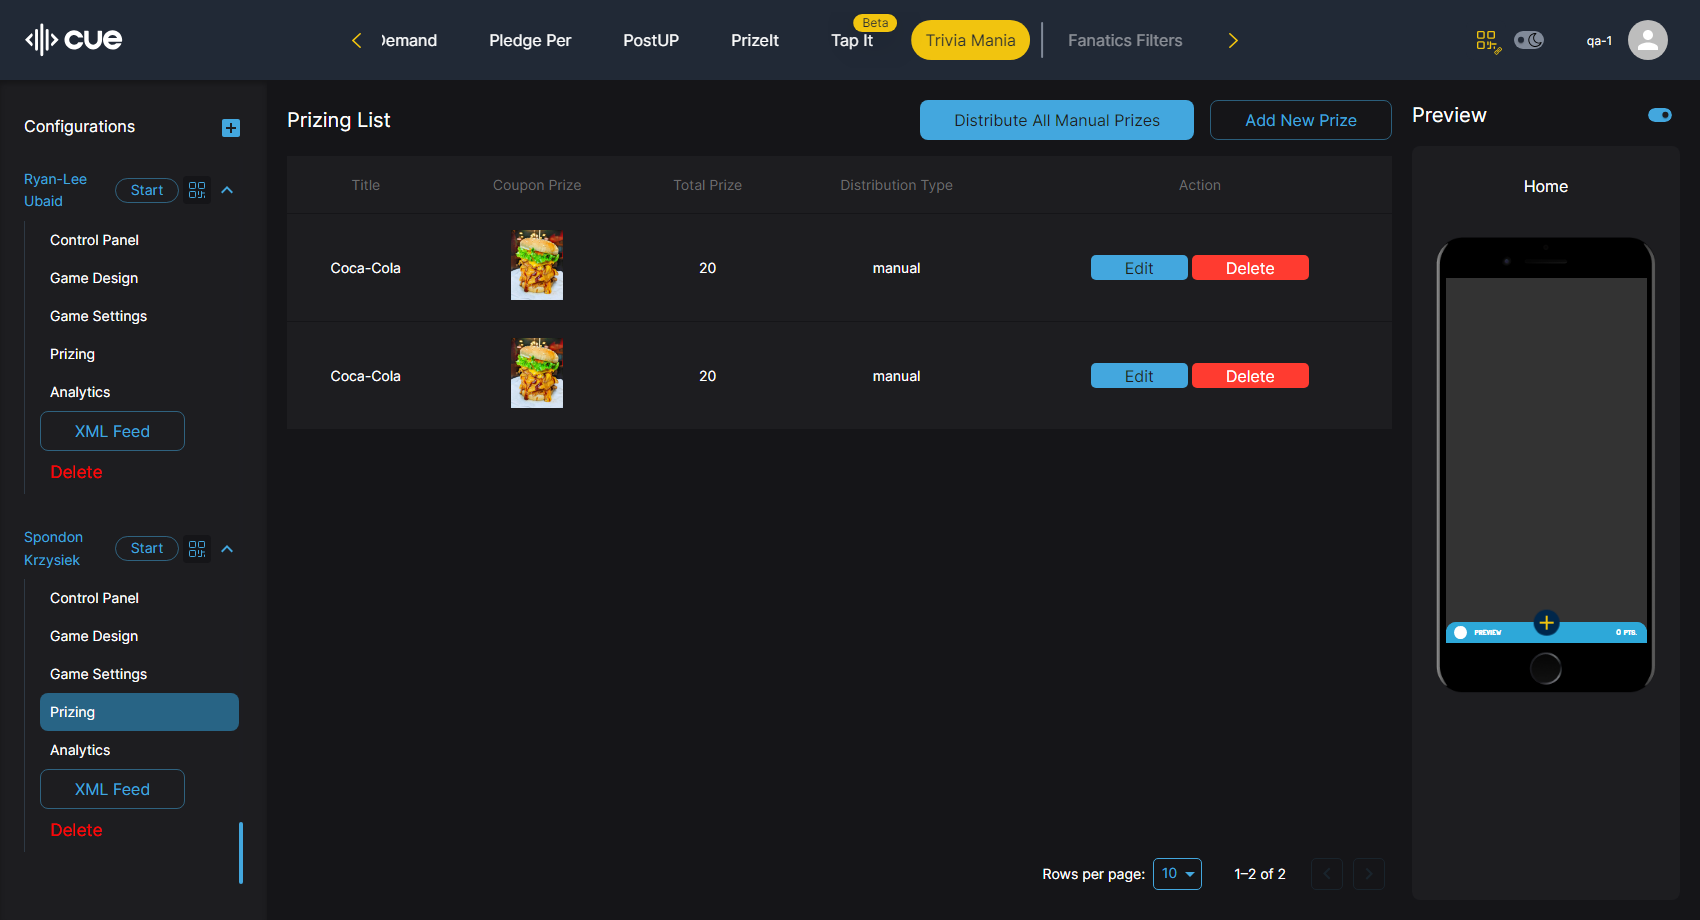 cue
Demand
Pledge Per
PostUP
PrizeIt
Tap It
Beta
Trivia Mania
Fanatics Filters
qa-1
Configurations
Ryan-Lee
Ubaid
Start
Control Panel
Game Design
Game Settings
Prizing
Analytics
XML Feed
Delete
Spondon
Krzysiek
Start
Control Panel
Game Design
Game Settings
Prizing
Analytics
XML Feed
Delete
Prizing List
Distribute All Manual Prizes
Add New Prize
Title Coupon Prize Total Prize Distribution Type Action
Coca-Cola 20 manual Edit Delete
Coca-Cola 20 manual Edit Delete
Rows per page: 10 1–2 of 2
Preview
Home
PREVIEW
0 PTS.